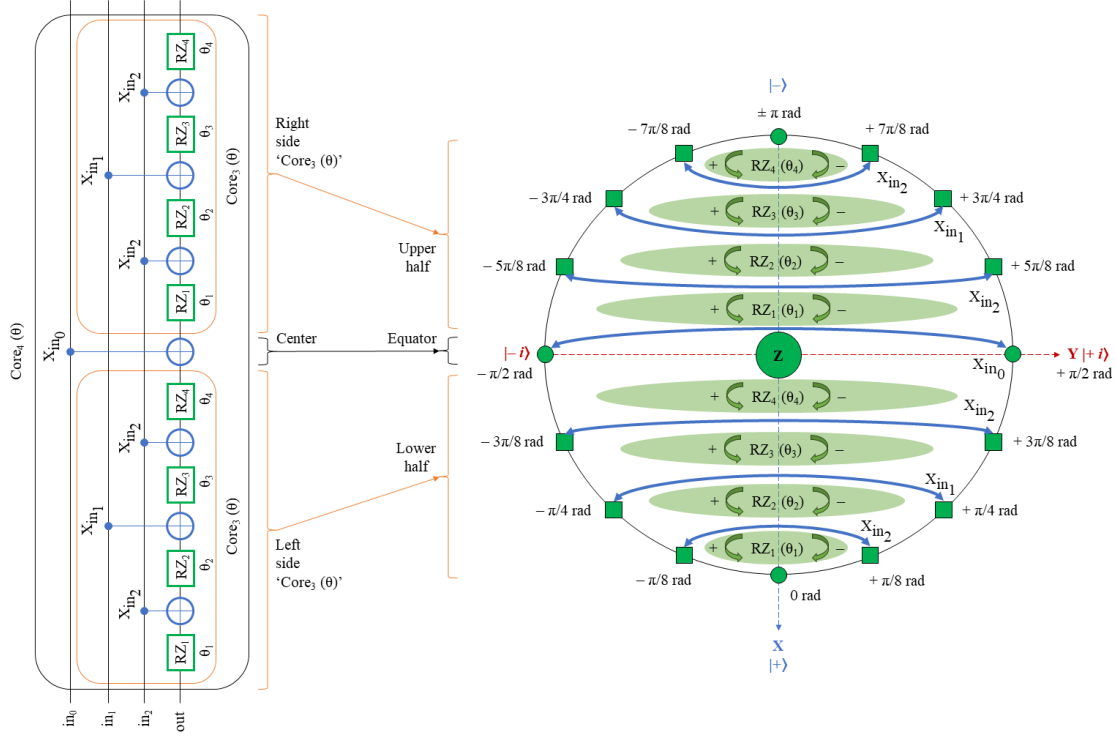 Core₄ (θ)
Core₃ (θ)
RZ₄
θ₄
Xin₂
RZ₃
θ₃
Xin₁
RZ₂
θ₂
Xin₂
RZ₁
θ₁
Xin₀
Core₃ (θ)
RZ₄
θ₄
Xin₂
RZ₃
θ₃
Xin₁
RZ₂
θ₂
Xin₂
RZ₁
θ₁
in₀
in₁
in₂
out
Right
side
‘Core₃ (θ)’
Upper
half
Center
Equator
Lower
half
Left
side
‘Core₃ (θ)’
|−⟩
± π rad
− 7π/8 rad
+ 7π/8 rad
+ RZ₄ (θ₄) −
Xin₂
− 3π/4 rad
+ 3π/4 rad
+ RZ₃ (θ₃) −
Xin₁
− 5π/8 rad
+ 5π/8 rad
+ RZ₂ (θ₂) −
Xin₂
+ RZ₁ (θ₁) −
|− i⟩
− π/2 rad
Z
Xin₀
Y |+ i⟩
+ π/2 rad
+ RZ₄ (θ₄) −
Xin₂
− 3π/8 rad
+ 3π/8 rad
+ RZ₃ (θ₃) −
Xin₁
− π/4 rad
+ π/4 rad
+ RZ₂ (θ₂) −
Xin₂
+ RZ₁ (θ₁) −
− π/8 rad
+ π/8 rad
0 rad
X
|+⟩